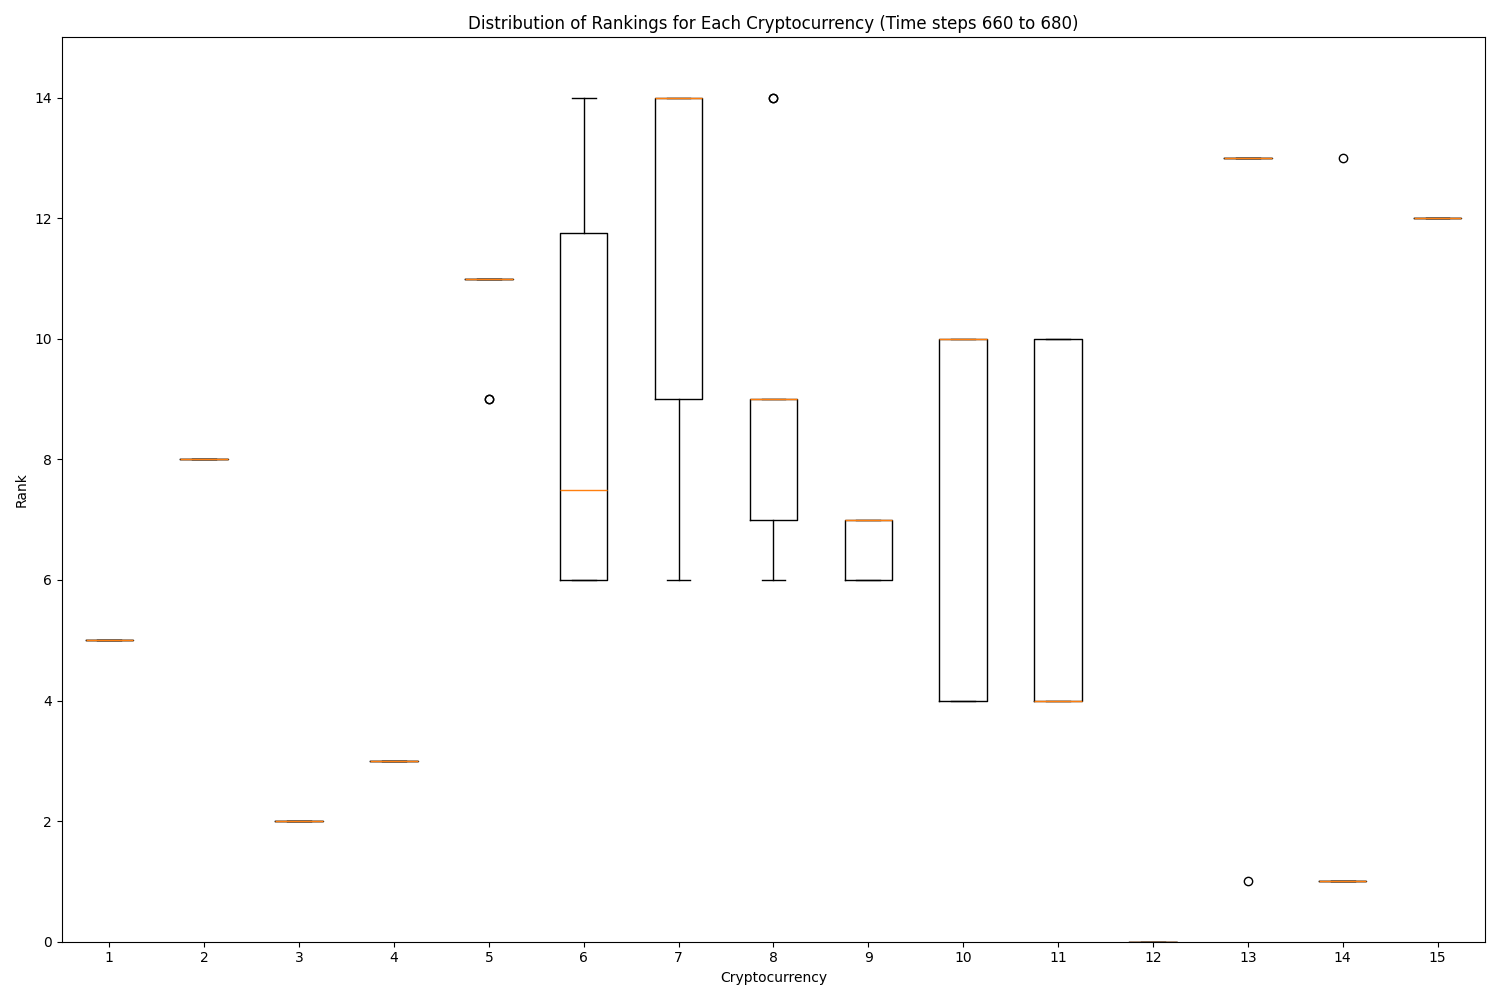 Distribution of Rankings for Each Cryptocurrency (Time steps 660 to 680)
Rank
14
12
10
8
6
4
2
0
1 2 3 4 5 6 7 8 9 10 11 12 13 14 15
Cryptocurrency